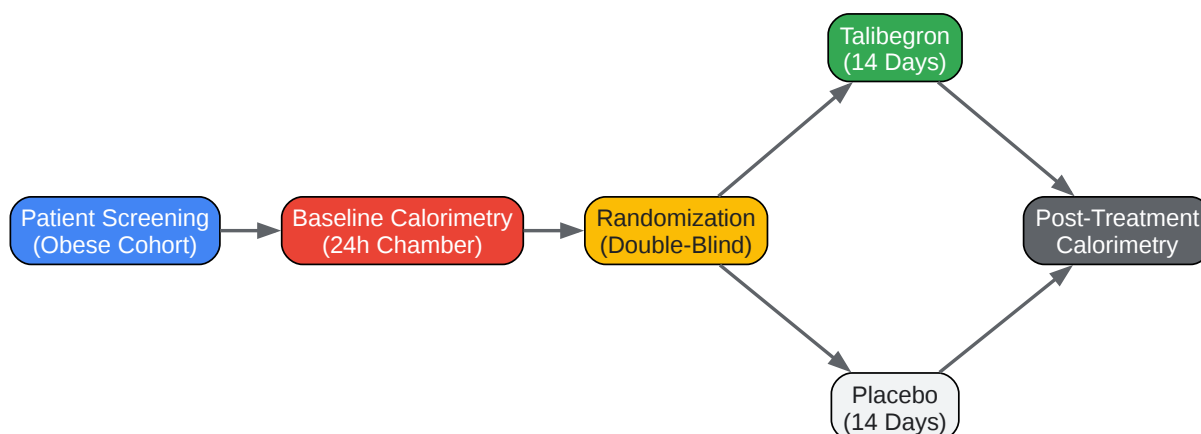 Patient Screening
(Obese Cohort)
Baseline Calorimetry
(24h Chamber)
Randomization
(Double-Blind)
Talibegron
(14 Days)
Placebo
(14 Days)
Post-Treatment
Calorimetry